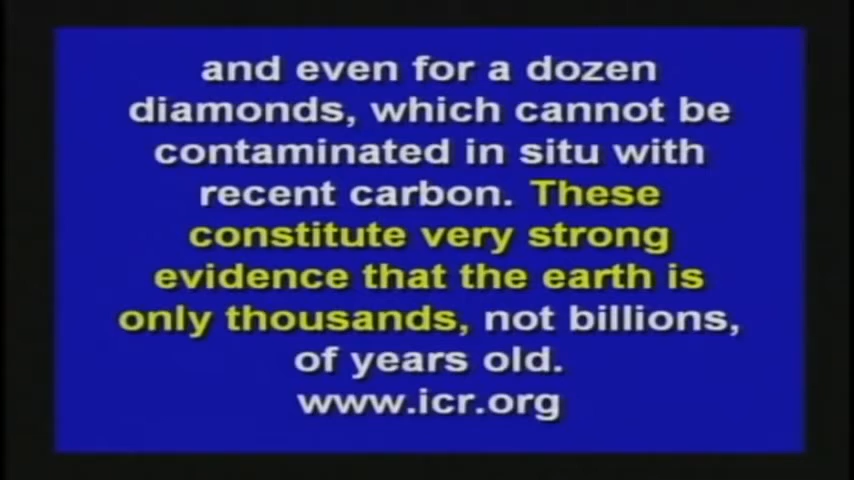 and even for a dozen
diamonds, which cannot be
contaminated in situ with
recent carbon. These
constitute very strong
evidence that the earth is
only thousands, not billions,
of years old.
www.icr.org